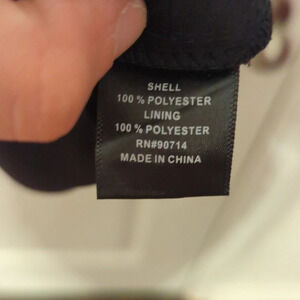 SHELL
100% POLYESTER
LINING
100% POLYESTER
RN#90714
MADE IN CHINA